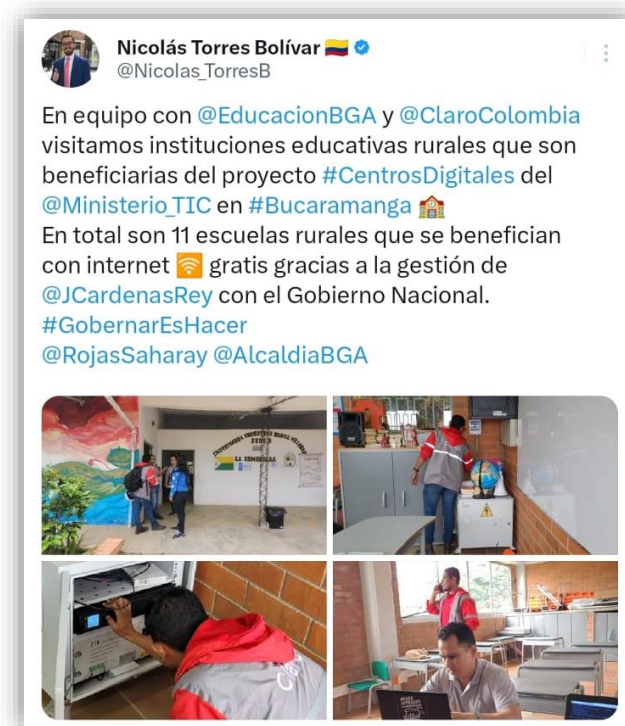 Nicolás Torres Bolívar 🇨🇴
@Nicolas_TorresB
En equipo con @EducacionBGA y @ClaroColombia
visitamos instituciones educativas rurales que son
beneficiarias del proyecto #CentrosDigitales del
@Ministerio_TIC en #Bucaramanga 🏫
En total son 11 escuelas rurales que se benefician
con internet 🛜 gratis gracias a la gestión de
@JCardenasRey con el Gobierno Nacional.
#GobernarEsHacer
@RojasSaharay @AlcaldiaBGA
LA ESMERALDA